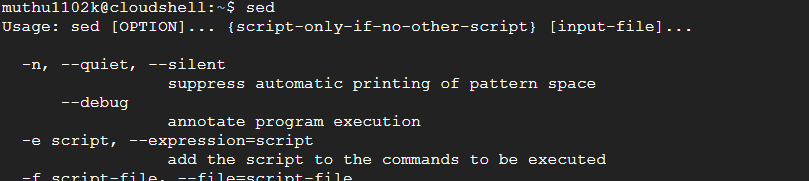 muthu1102k@cloudshell:~$ sed
Usage: sed [OPTION]... {script-only-if-no-other-script} [input-file]...
-n, --quiet, --silent
suppress automatic printing of pattern space
--debug
annotate program execution
-e script, --expression=script
add the script to the commands to be executed
-f script-file, --file=script-file